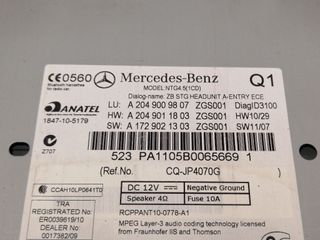 CE0560 Mercedes-Benz Q1
Bluetooth handsfree
for radio car
MODEL:NTG4.5(1CD)
Dialog-name: ZB STG HEADUNIT A-ENTRY ECE
ANATEL
1847-10-5179
LU: A 204 900 98 07 ZGS001 DiagID3100
HW: A 204 901 18 03 ZGS001 HW10/29
SW: A 172 902 13 03 ZGS001 SW11/07
N
Z707
523 PA1105B0065669 1
(Ref.No. CQ-JP4070G )
CCAH10LP0641T0
DC 12V Negative Ground
Speaker 4Ω Fuse 10A
TRA
REGISTERED No:
ER0039619/10
DEALER No:
0017382/09
RCPPANT10-0778-A1
MPEG Layer-3 audio coding technology licensed
from Fraunhofer IIS and Thomson